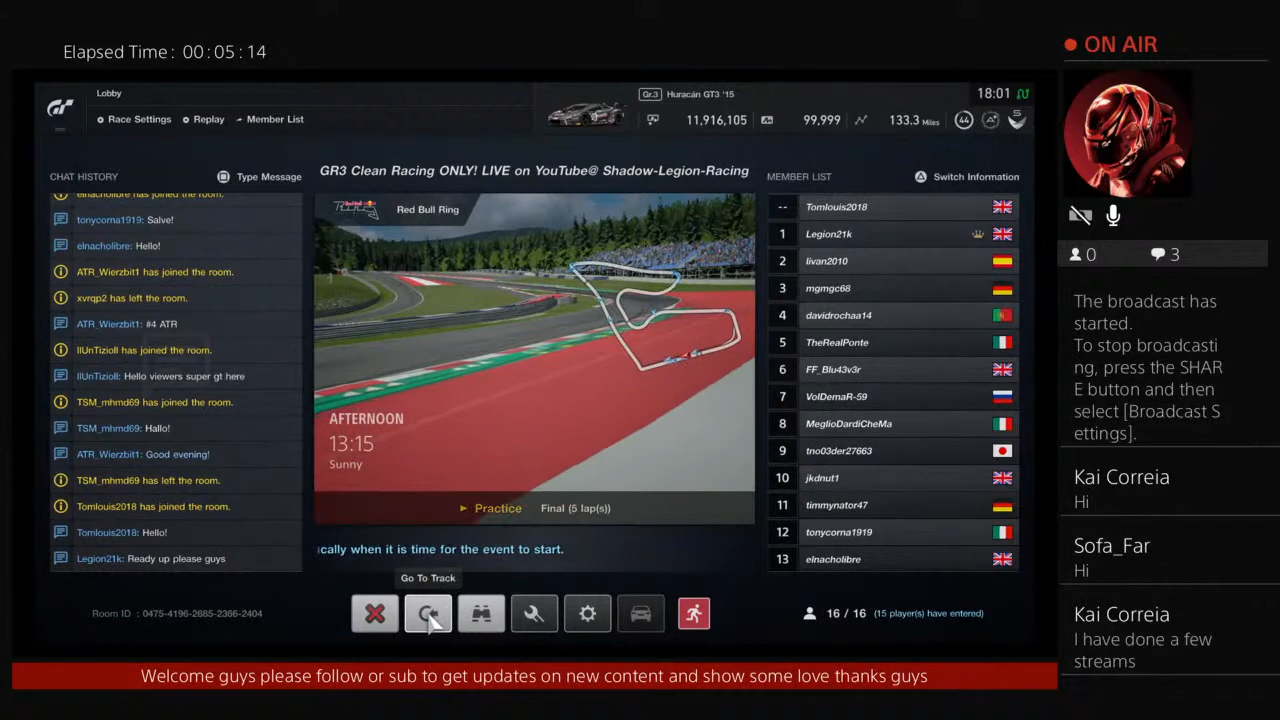 Elapsed Time: 00:05:14
Lobby
Race Settings Replay Member List
Gr.3 Huracán GT3 '15
18:01
11,916,105 99,999 133.3 Miles 44 S
CHAT HISTORY
Type Message
elnacholibre has joined the room.
tonycorna1919: Salve!
elnacholibre: Hello!
ATR_Wierzbit1 has joined the room.
xvrqp2 has left the room.
ATR_Wierzbit1: #4 ATR
IlUnTizioIl has joined the room.
IlUnTizioIl: Hello viewers super gt here
TSM_mhmd69 has joined the room.
TSM_mhmd69: Hallo!
ATR_Wierzbit1: Good evening!
TSM_mhmd69 has left the room.
Tomlouis2018 has joined the room.
Tomlouis2018: Hello!
Legion21k: Ready up please guys
GR3 Clean Racing ONLY! LIVE on YouTube@ Shadow-Legion-Racing
Red Bull Ring
AFTERNOON
13:15
Sunny
Practice Final (5 lap(s))
cally when it is time for the event to start.
Go To Track
MEMBER LIST
Switch Information
-- Tomlouis2018
1 Legion21k
2 livan2010
3 mgmgc68
4 davidrochaa14
5 TheRealPonte
6 FF_Blu43v3r
7 VolDemaR-59
8 MeglioDardiCheMa
9 tno03der27663
10 jkdnut1
11 timmynator47
12 tonycorna1919
13 elnacholibre
Room ID : 0475-4196-2685-2366-2404
16 / 16 (15 player(s) have entered)
Welcome guys please follow or sub to get updates on new content and show some love thanks guys
ON AIR
0 3
The broadcast has
started.
To stop broadcasti
ng, press the SHAR
E button and then
select [Broadcast S
ettings].
Kai Correia
Hi
Sofa_Far
Hi
Kai Correia
I have done a few
streams